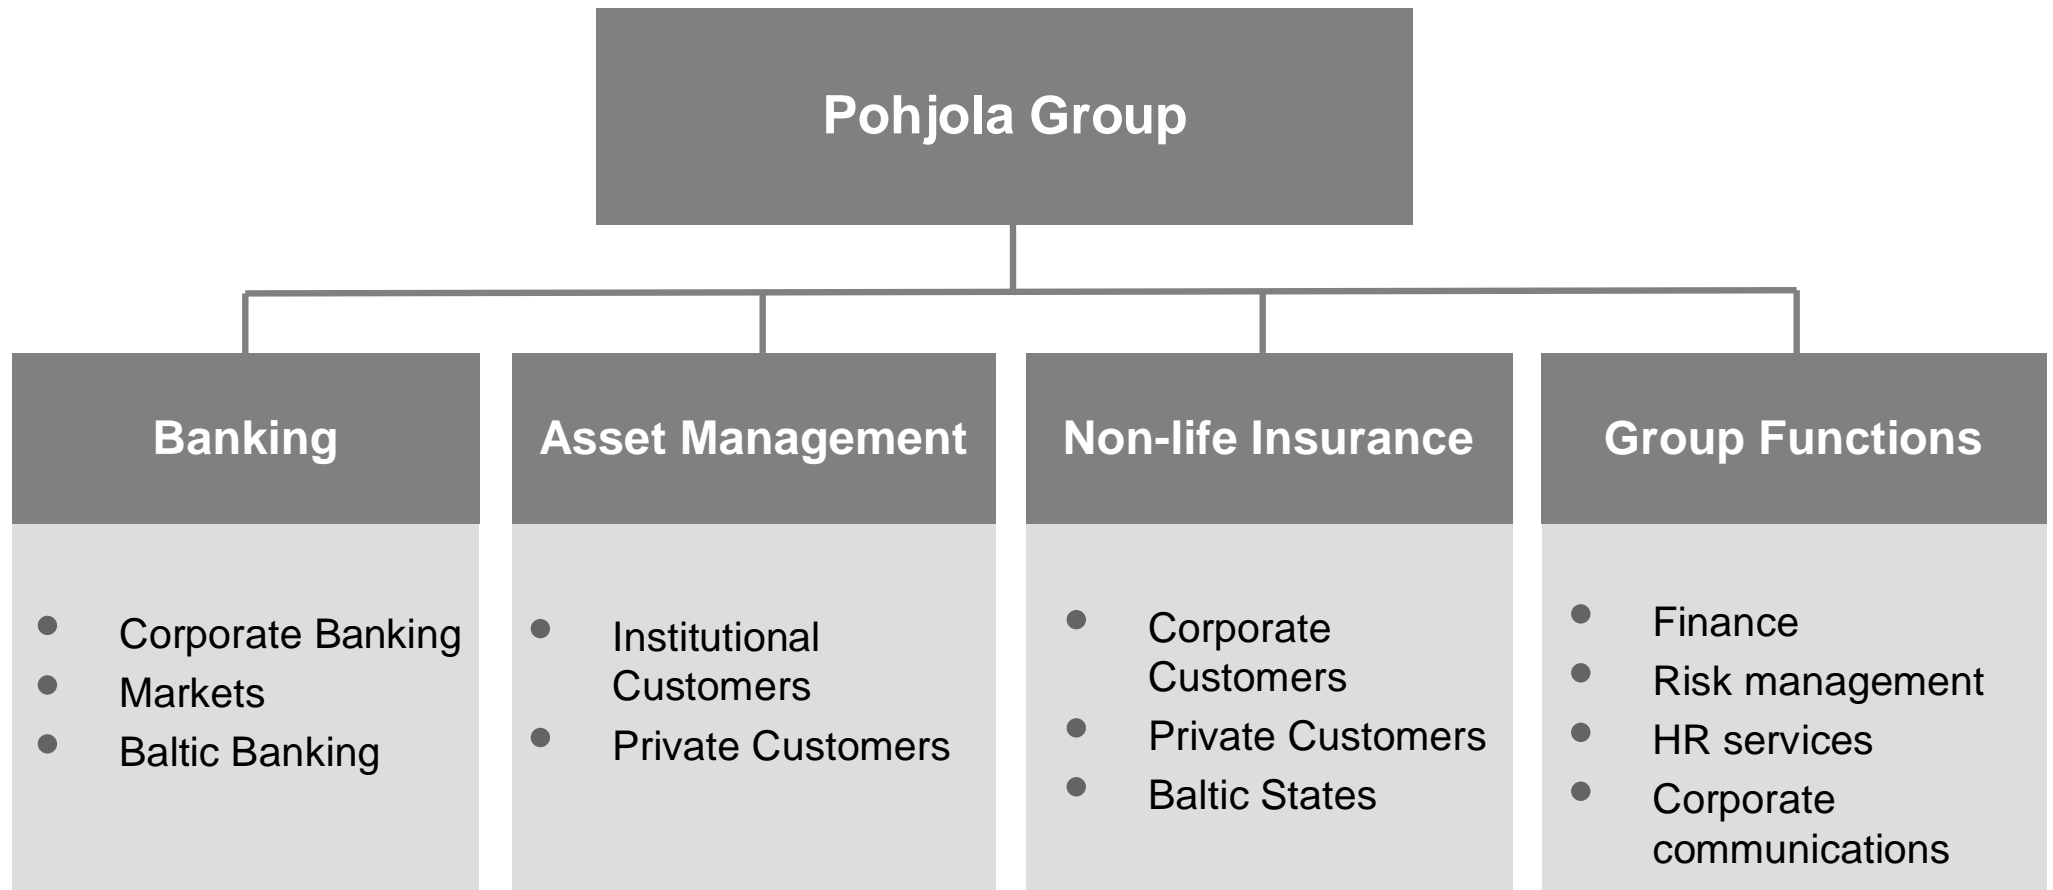 Pohjola Group
Banking
Asset Management
Non-life Insurance
Group Functions
● Corporate Banking
● Markets
● Baltic Banking
● Institutional
Customers
● Private Customers
● Corporate
Customers
● Private Customers
● Baltic States
● Finance
● Risk management
● HR services
● Corporate
communications